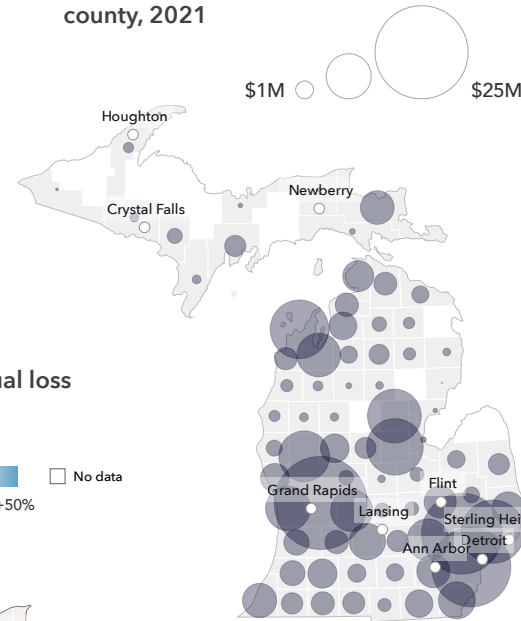 county, 2021
$1M
$25M
Houghton
Newberry
Crystal Falls
al loss
No data
+50%
Flint
Grand Rapids
Lansing
Sterling Hei
Detroit
Ann Arbor